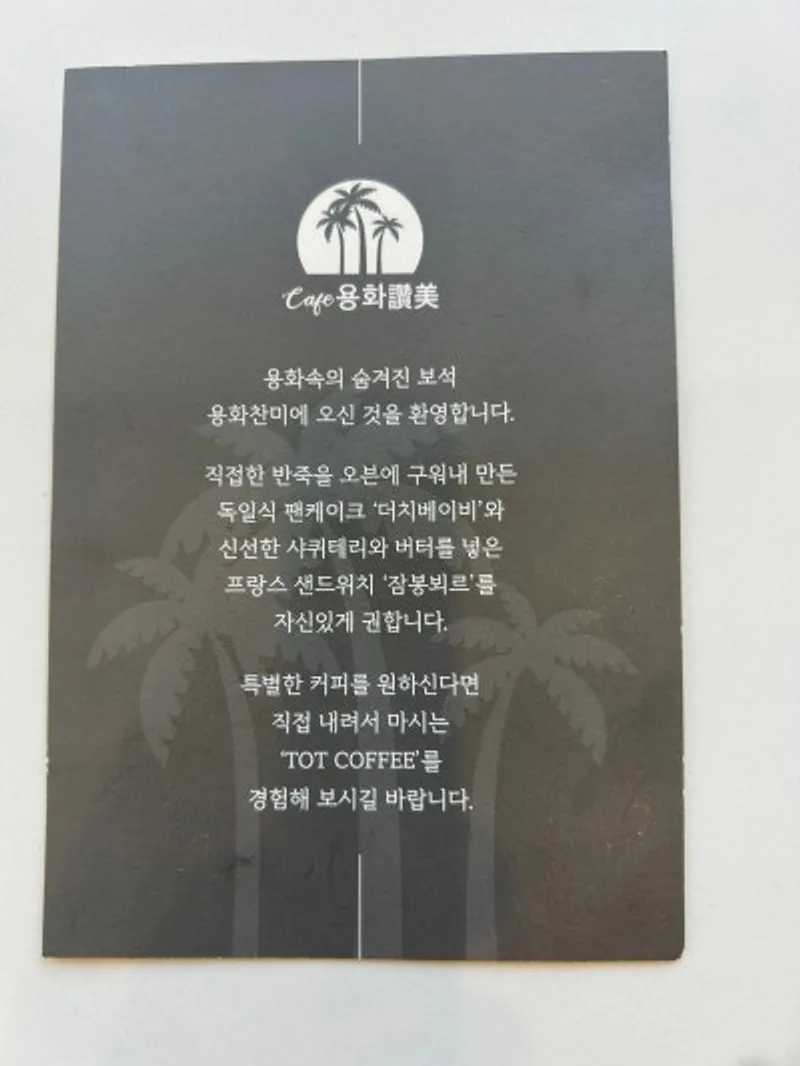 Cafe용화讚美
용화속의 숨겨진 보석
용화찬미에 오신 것을 환영합니다.
직접한 반죽을 오븐에 구워내 만든
독일식 팬케이크 ‘더치베이비’와
신선한 샤퀴테리와 버터를 넣은
프랑스 샌드위치 ‘잠봉뵈르’를
자신있게 권합니다.
특별한 커피를 원하신다면
직접 내려서 마시는
‘TOT COFFEE’를
경험해 보시길 바랍니다.